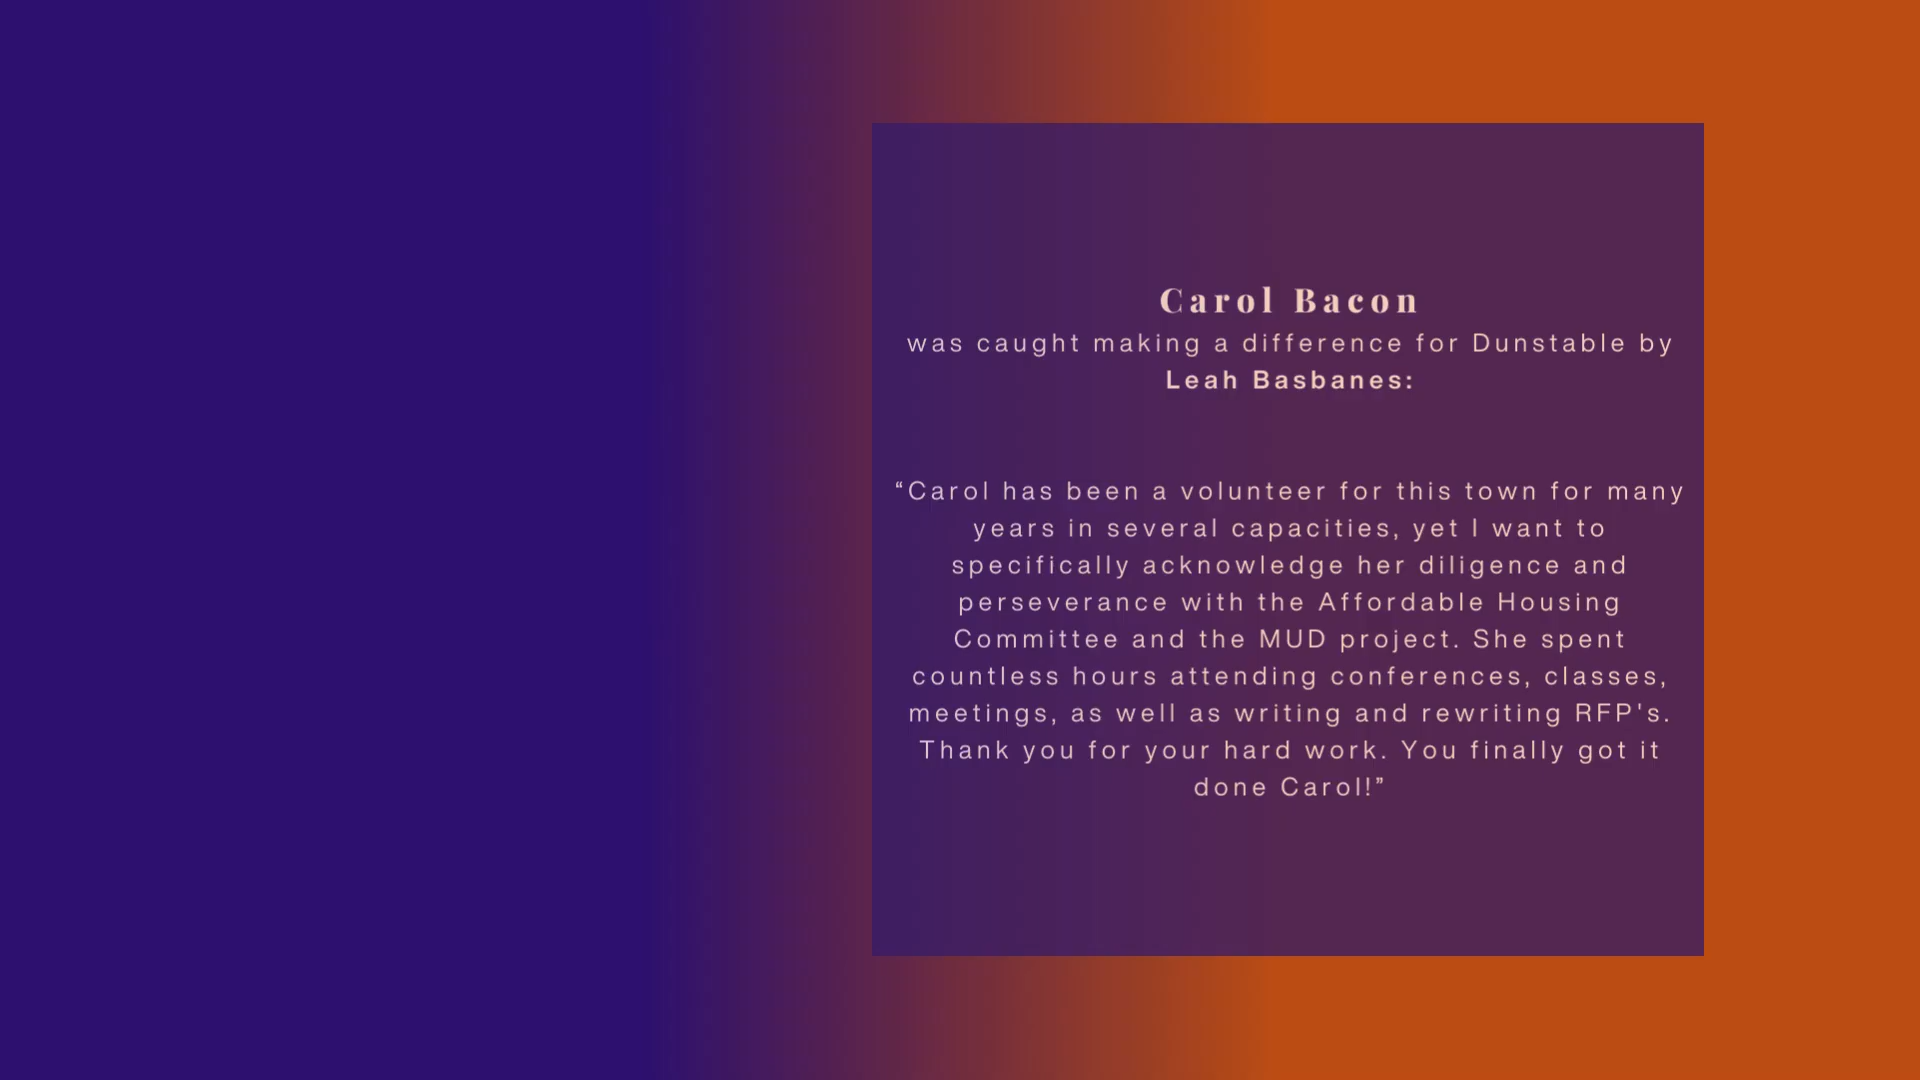 Carol Bacon
was caught making a difference for Dunstable by
Leah Basbanes:
“Carol has been a volunteer for this town for many
years in several capacities, yet I want to
specifically acknowledge her diligence and
perseverance with the Affordable Housing
Committee and the MUD project. She spent
countless hours attending conferences, classes,
meetings, as well as writing and rewriting RFP's.
Thank you for your hard work. You finally got it
done Carol!”